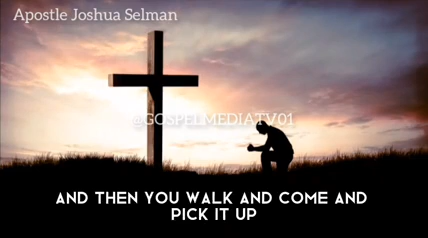 Apostle Joshua Selman
@GOSPELMEDIATV01
AND THEN YOU WALK AND COME AND
PICK IT UP